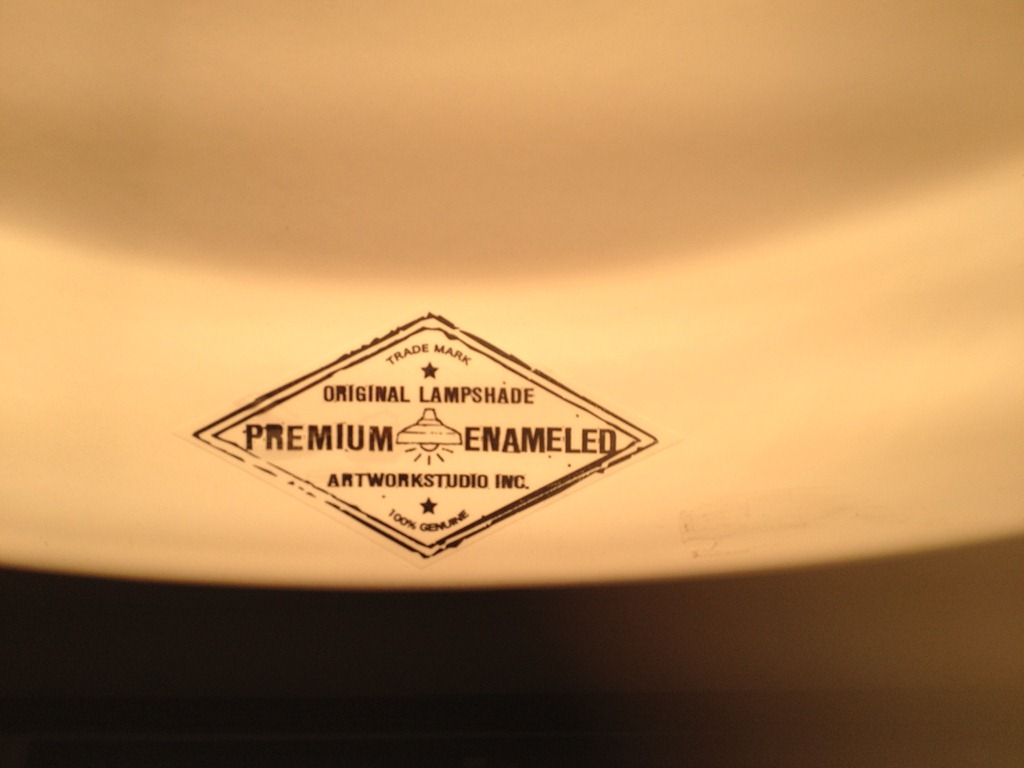 TRADE MARK
ORIGINAL LAMPSHADE
PREMIUM ENAMELED
ARTWORKSTUDIO INC.
100% GENUINE